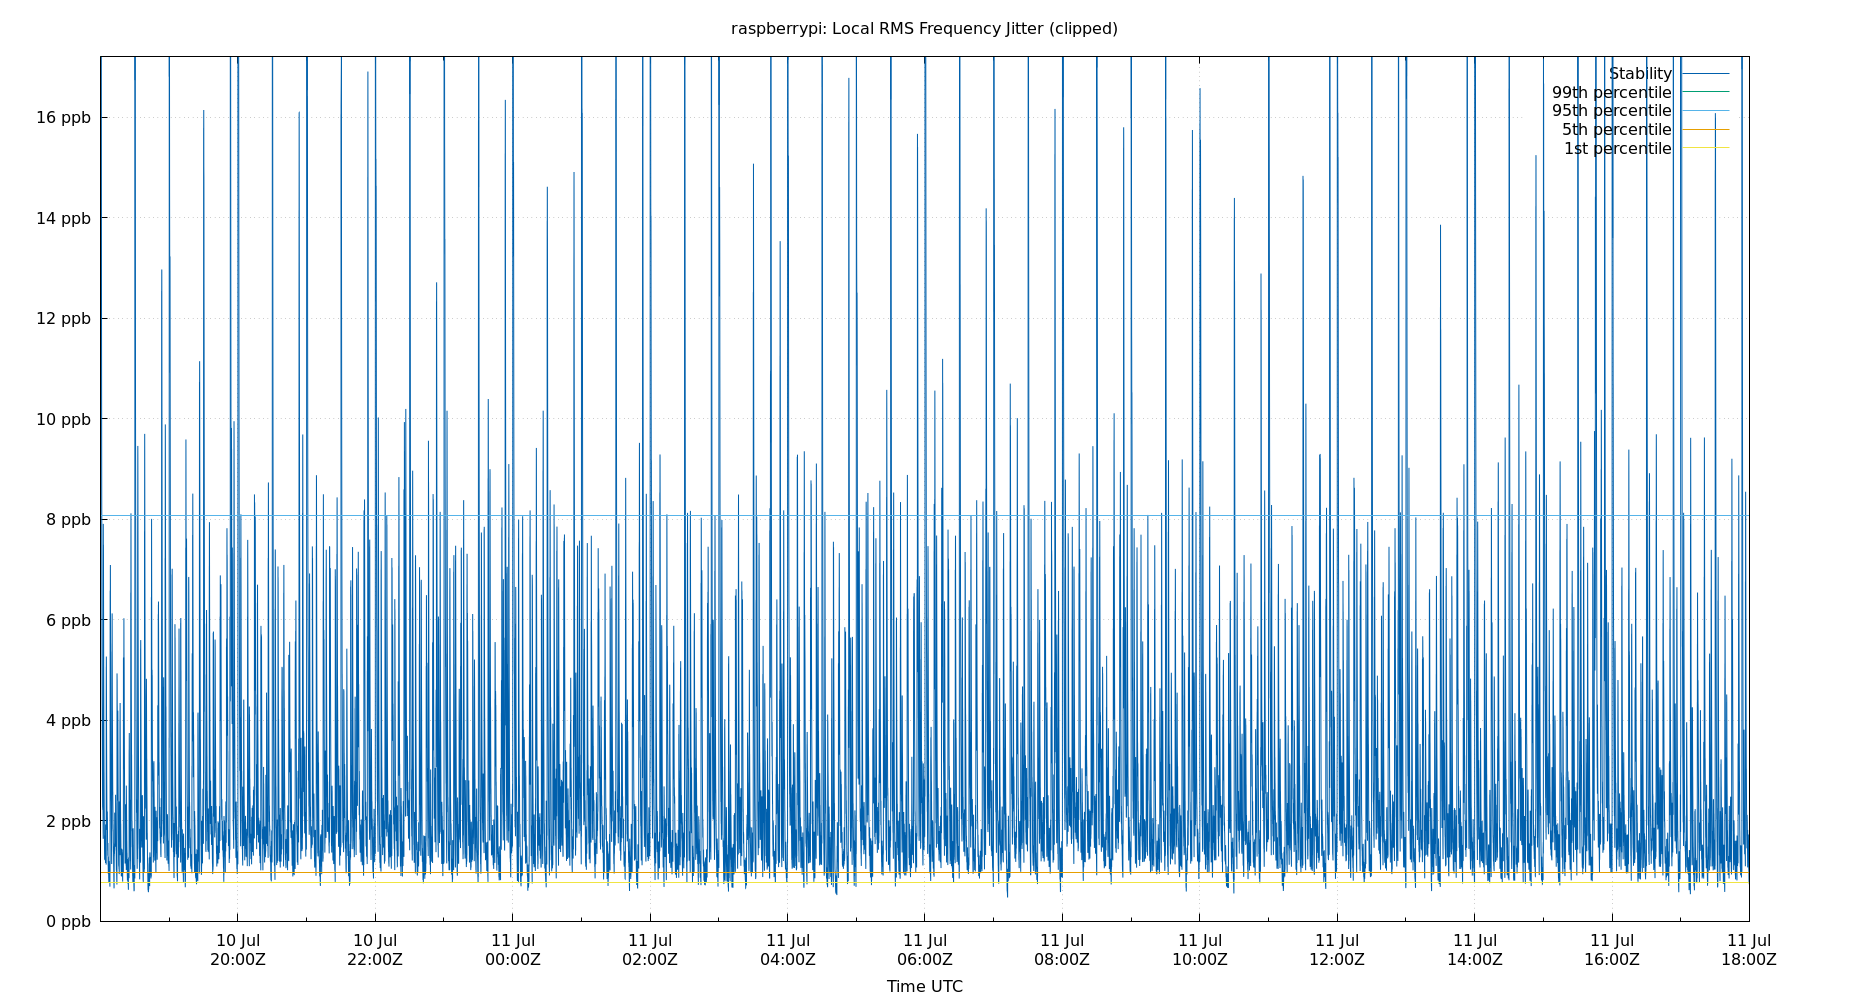 raspberrypi: Local RMS Frequency Jitter (clipped)
Stability
99th percentile
95th percentile
5th percentile
1st percentile
16 ppb
14 ppb
12 ppb
10 ppb
8 ppb
6 ppb
4 ppb
2 ppb
0 ppb
10 Jul 10 Jul 11 Jul 11 Jul 11 Jul 11 Jul 11 Jul 11 Jul 11 Jul 11 Jul 11 Jul 11 Jul
20:00Z 22:00Z 00:00Z 02:00Z 04:00Z 06:00Z 08:00Z 10:00Z 12:00Z 14:00Z 16:00Z 18:00Z
Time UTC